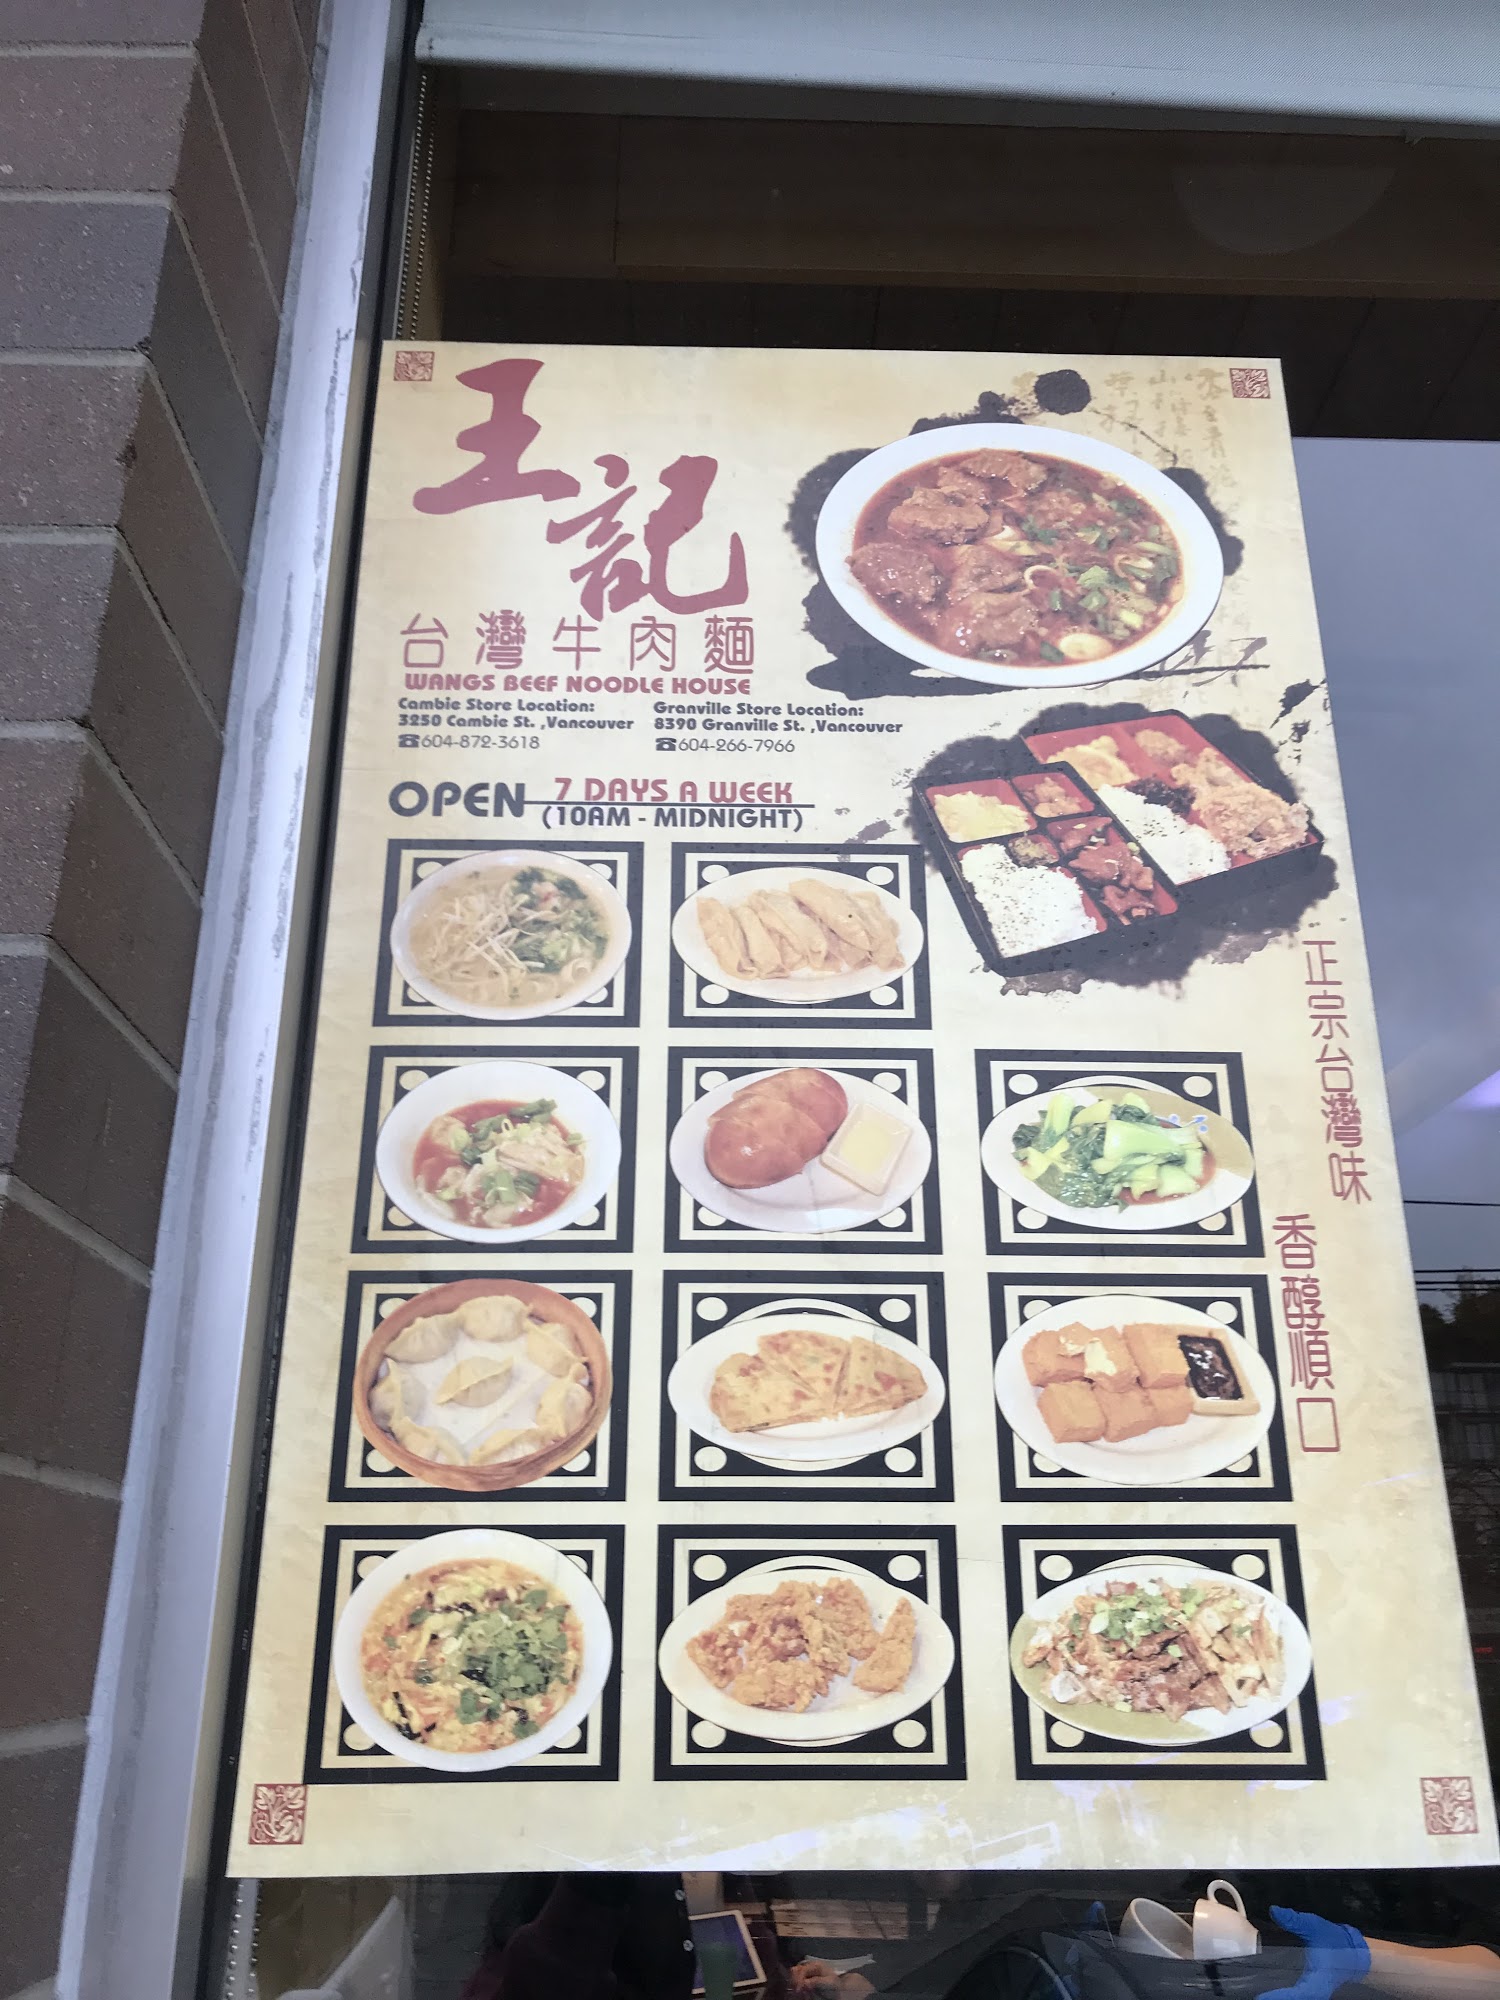 王記
台灣牛肉麵
WANGS BEEF NOODLE HOUSE
Cambie Store Location:
3250 Cambie St. ,Vancouver
☎604-872-3618
Granville Store Location:
8390 Granville St. ,Vancouver
☎604-266-7966
OPEN 7 DAYS A WEEK
(10AM - MIDNIGHT)
正宗台灣味
香醇順口